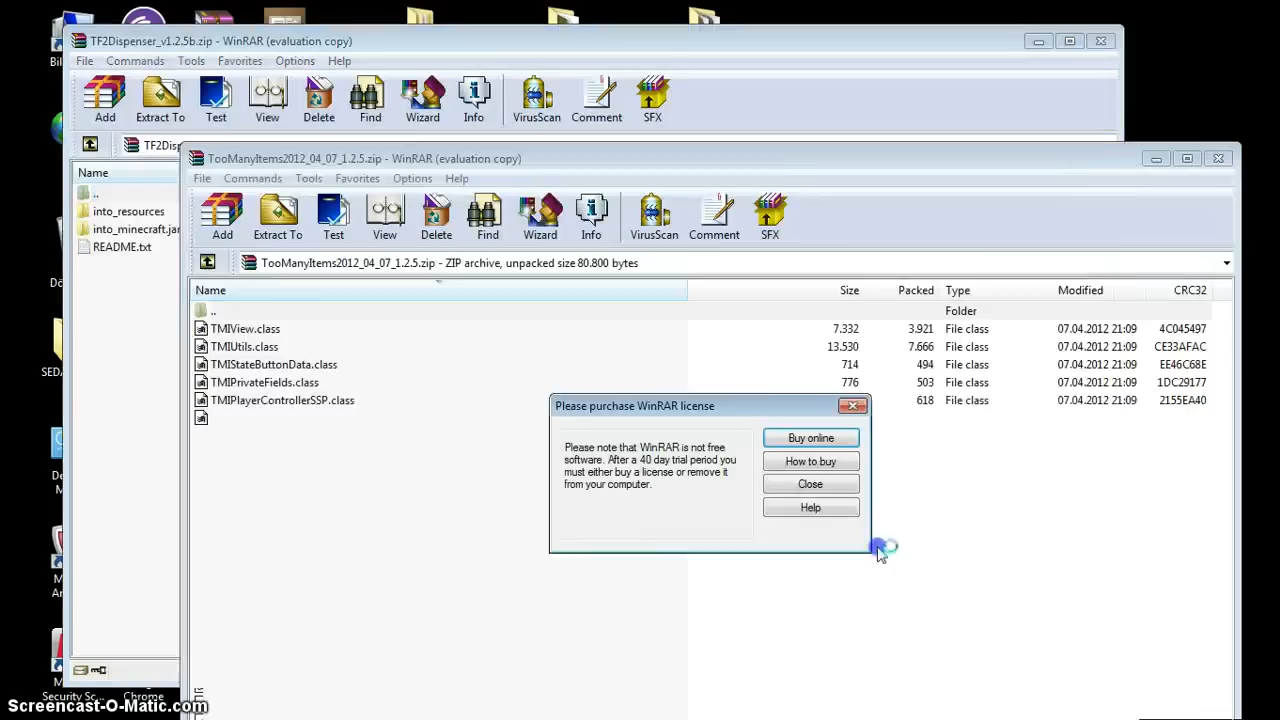 TF2Dispenser_v1.2.5b.zip - WinRAR (evaluation copy)
File Commands Tools Favorites Options Help
Add Extract To Test View Delete Find Wizard Info VirusScan Comment SFX
TF2Disp
Name
..
into_resources
into_minecraft.jar
README.txt
TooManyItems2012_04_07_1.2.5.zip - WinRAR (evaluation copy)
File Commands Tools Favorites Options Help
Add Extract To Test View Delete Find Wizard Info VirusScan Comment SFX
TooManyItems2012_04_07_1.2.5.zip - ZIP archive, unpacked size 80.800 bytes
Name Size Packed Type Modified CRC32
.. Folder
TMIView.class 7.332 3.921 File class 07.04.2012 21:09 4C045497
TMIUtils.class 13.530 7.666 File class 07.04.2012 21:09 CE33AFAC
TMIStateButtonData.class 714 494 File class 07.04.2012 21:09 EE46C68E
TMIPrivateFields.class 776 503 File class 07.04.2012 21:09 1DC29177
TMIPlayerControllerSSP.class 618 File class 07.04.2012 21:09 2155EA40
Please purchase WinRAR license
Please note that WinRAR is not free
software. After a 40 day trial period you
must either buy a license or remove it
from your computer.
Buy online
How to buy
Close
Help
Bil
Dö
SEDA
De
M
M
Ar
M
Security Sc... Chrome
Screencast-O-Matic.com